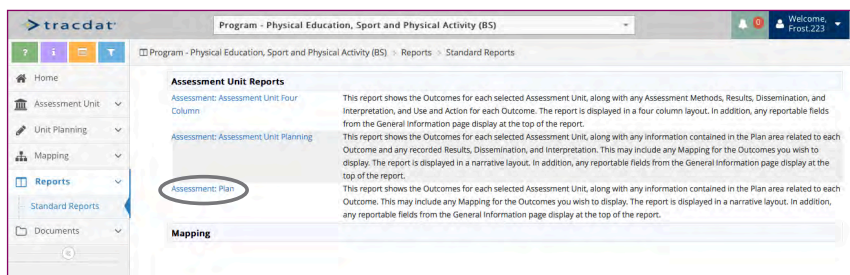 tracdat
Program - Physical Education, Sport and Physical Activity (BS)
0
Welcome,
Frost.223
? i T
Program - Physical Education, Sport and Physical Activity (BS) > Reports > Standard Reports
Home
Assessment Unit
Unit Planning
Mapping
Reports
Standard Reports
Documents
Assessment Unit Reports
Assessment: Assessment Unit Four
Column
This report shows the Outcomes for each selected Assessment Unit, along with any Assessment Methods, Results, Dissemination, and
Interpretation, and Use and Action for each Outcome. The report is displayed in a four column layout. In addition, any reportable fields
from the General Information page display at the top of the report.
Assessment: Assessment Unit Planning
This report shows the Outcomes for each selected Assessment Unit, along with any information contained in the Plan area related to each
Outcome and any recorded Results, Dissemination, and Interpretation. This may include any Mapping for the Outcomes you wish to
display. The report is displayed in a narrative layout. In addition, any reportable fields from the General Information page display at the
top of the report.
Assessment: Plan
This report shows the Outcomes for each selected Assessment Unit, along with any information contained in the Plan area related to each
Outcome. This may include any Mapping for the Outcomes you wish to display. The report is displayed in a narrative layout. In addition,
any reportable fields from the General Information page display at the top of the report.
Mapping